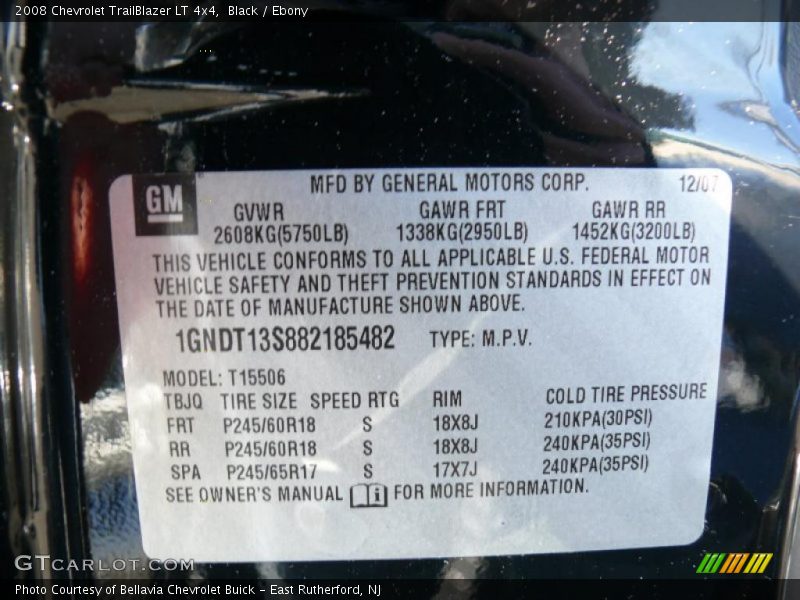 2008 Chevrolet TrailBlazer LT 4x4,  Black / Ebony
GM
MFD BY GENERAL MOTORS CORP. 12/07
GVWR GAWR FRT GAWR RR
2608KG(5750LB) 1338KG(2950LB) 1452KG(3200LB)
THIS VEHICLE CONFORMS TO ALL APPLICABLE U.S. FEDERAL MOTOR
VEHICLE SAFETY AND THEFT PREVENTION STANDARDS IN EFFECT ON
THE DATE OF MANUFACTURE SHOWN ABOVE.
1GNDT13S882185482 TYPE: M.P.V.
MODEL: T15506
TBJQ TIRE SIZE SPEED RTG RIM COLD TIRE PRESSURE
FRT P245/60R18 S 18X8J 210KPA(30PSI)
RR P245/60R18 S 18X8J 240KPA(35PSI)
SPA P245/65R17 S 17X7J 240KPA(35PSI)
SEE OWNER'S MANUAL FOR MORE INFORMATION.
GTCARLOT.COM
Photo Courtesy of Bellavia Chevrolet Buick – East Rutherford, NJ